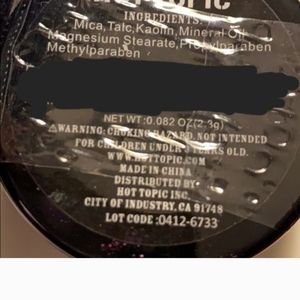 HOT TOPIC
INGREDIENTS:
Mica, Talc, Kaolin, Mineral Oil
Magnesium Stearate, Propylparaben
Methylparaben
NET WT: 0.082 OZ(2.3g)
⚠WARNING: CHOKING HAZARD. NOT INTENDED
FOR CHILDREN UNDER YEARS OLD.
WWW.HOTTOPIC.COM
MADE IN CHINA
DISTRIBUTED BY
HOT TOPIC INC.
CITY OF INDUSTRY, CA 91748
LOT CODE :0412-6733